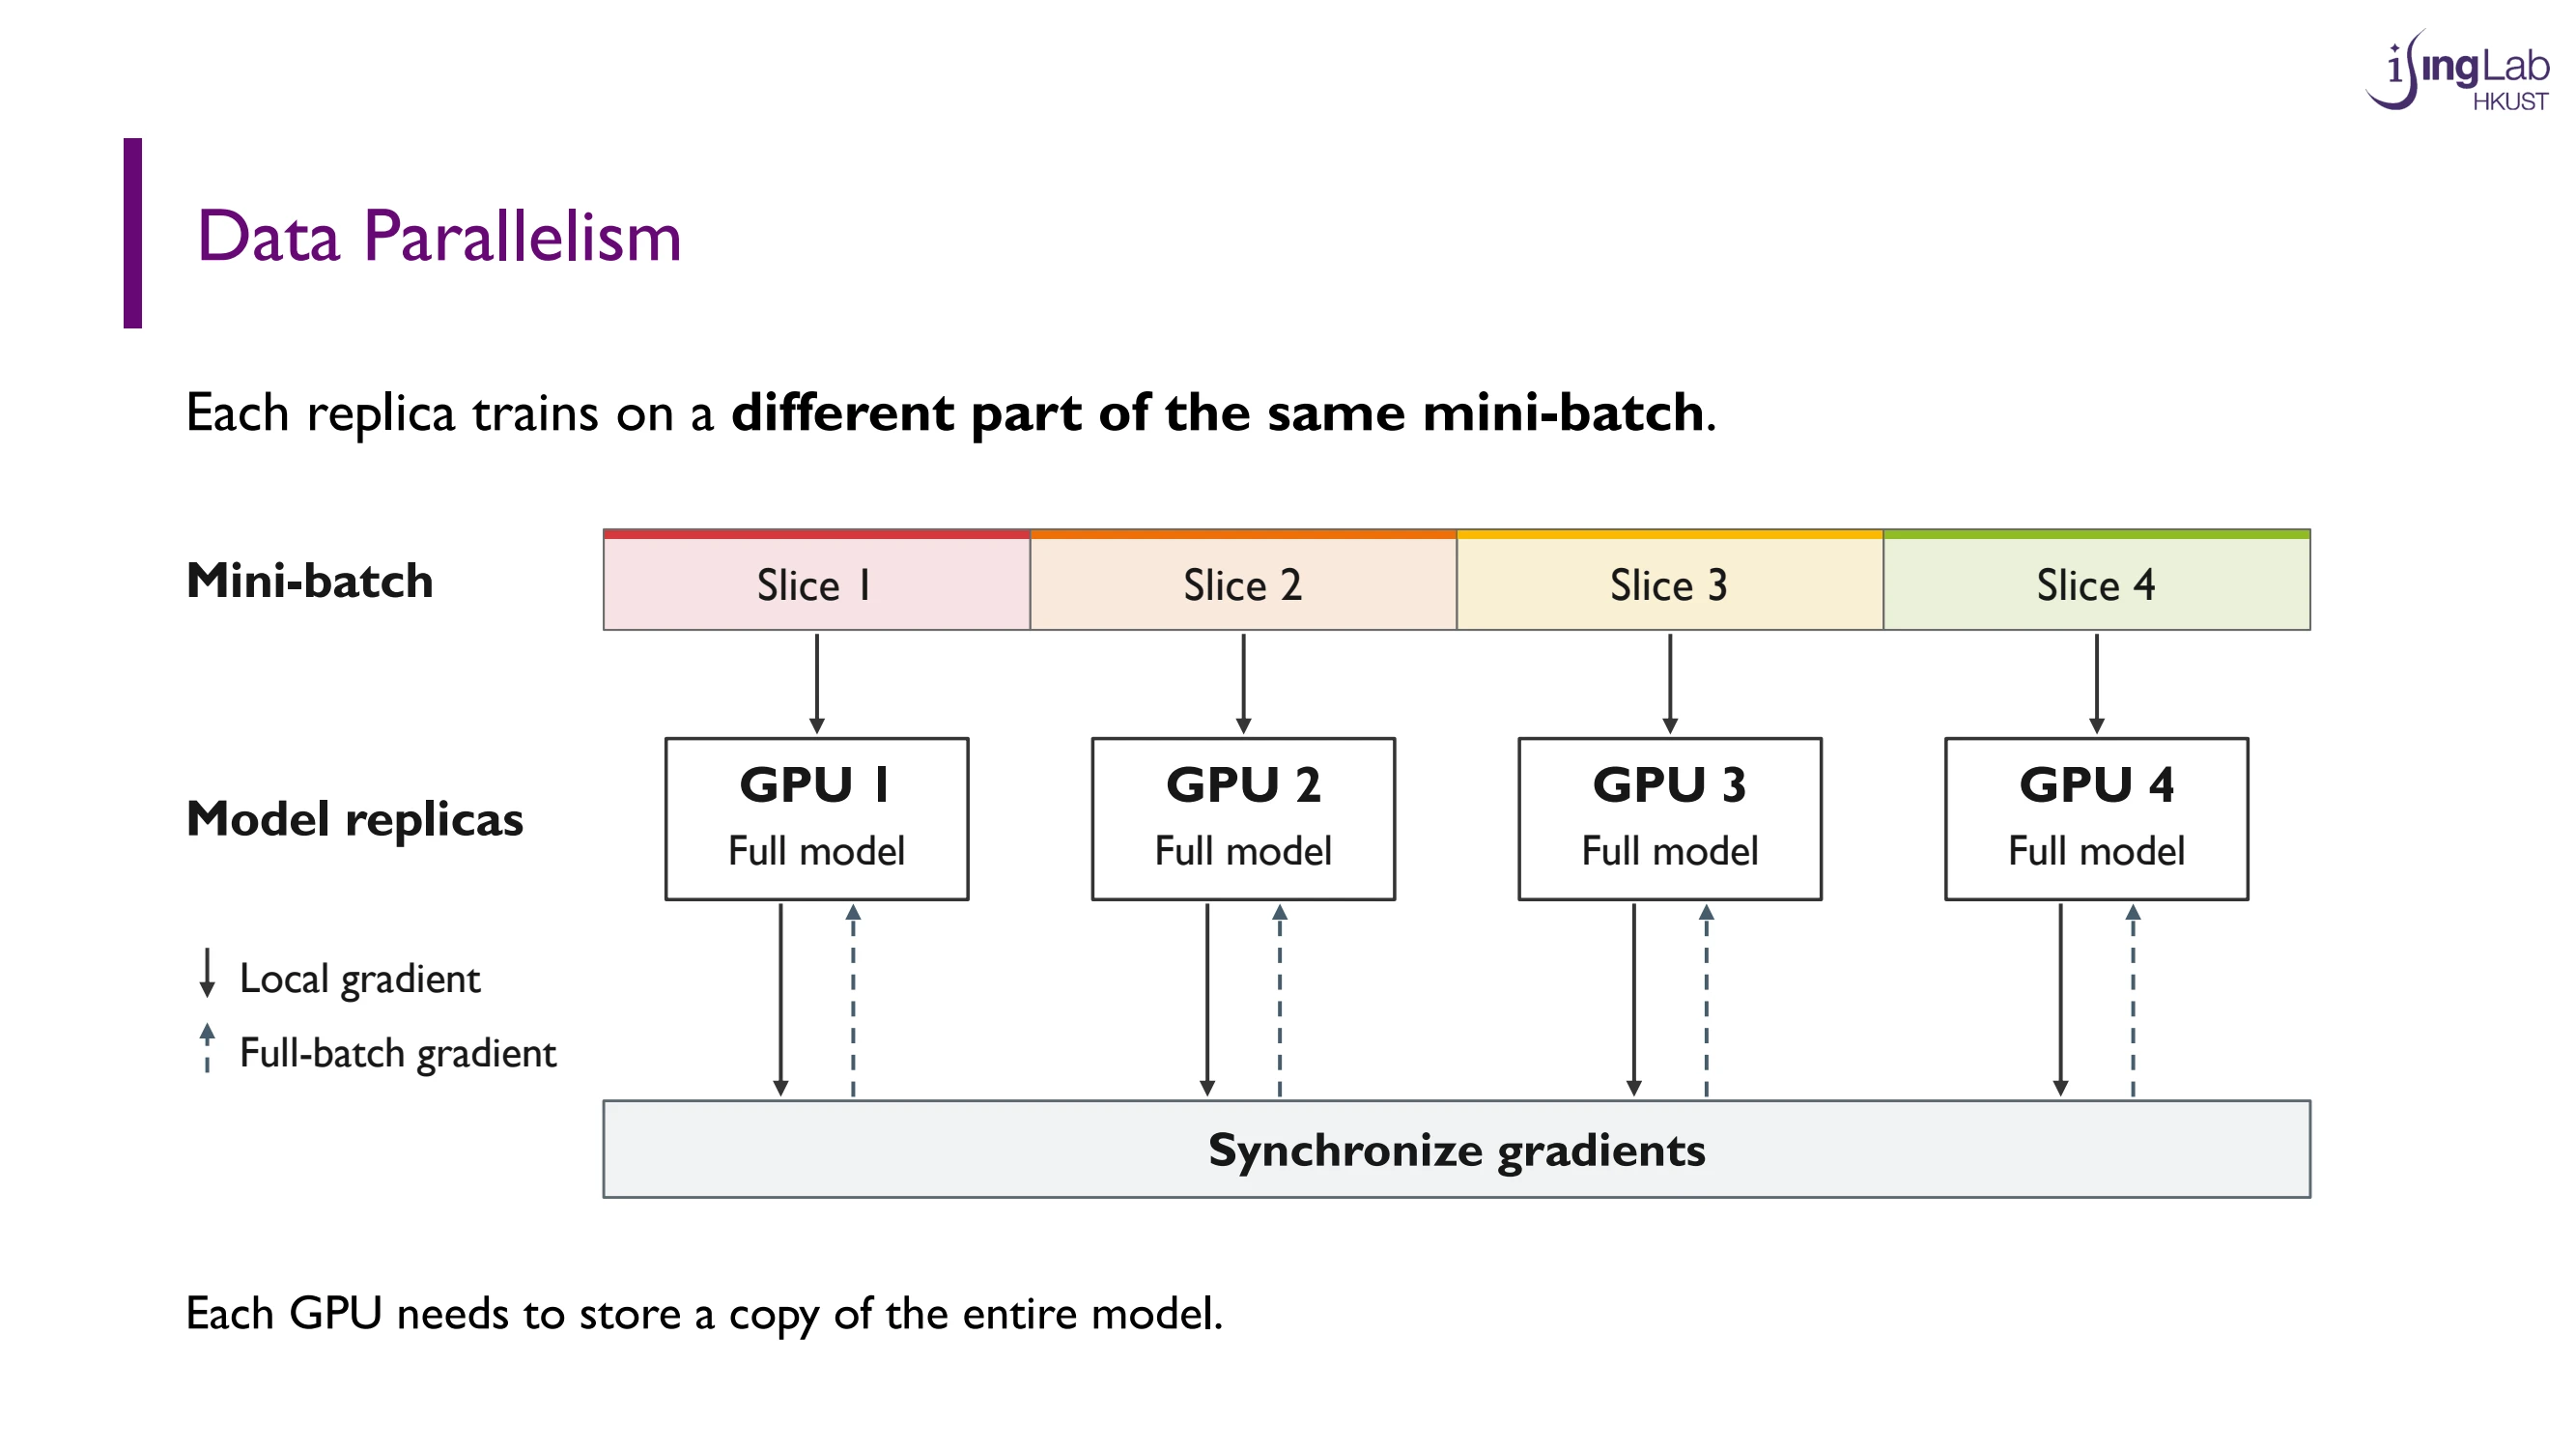 iSingLab
HKUST
Data Parallelism
Each replica trains on a different part of the same mini-batch.
Mini-batch
Slice 1
Slice 2
Slice 3
Slice 4
Model replicas
GPU 1
Full model
GPU 2
Full model
GPU 3
Full model
GPU 4
Full model
Local gradient
Full-batch gradient
Synchronize gradients
Each GPU needs to store a copy of the entire model.